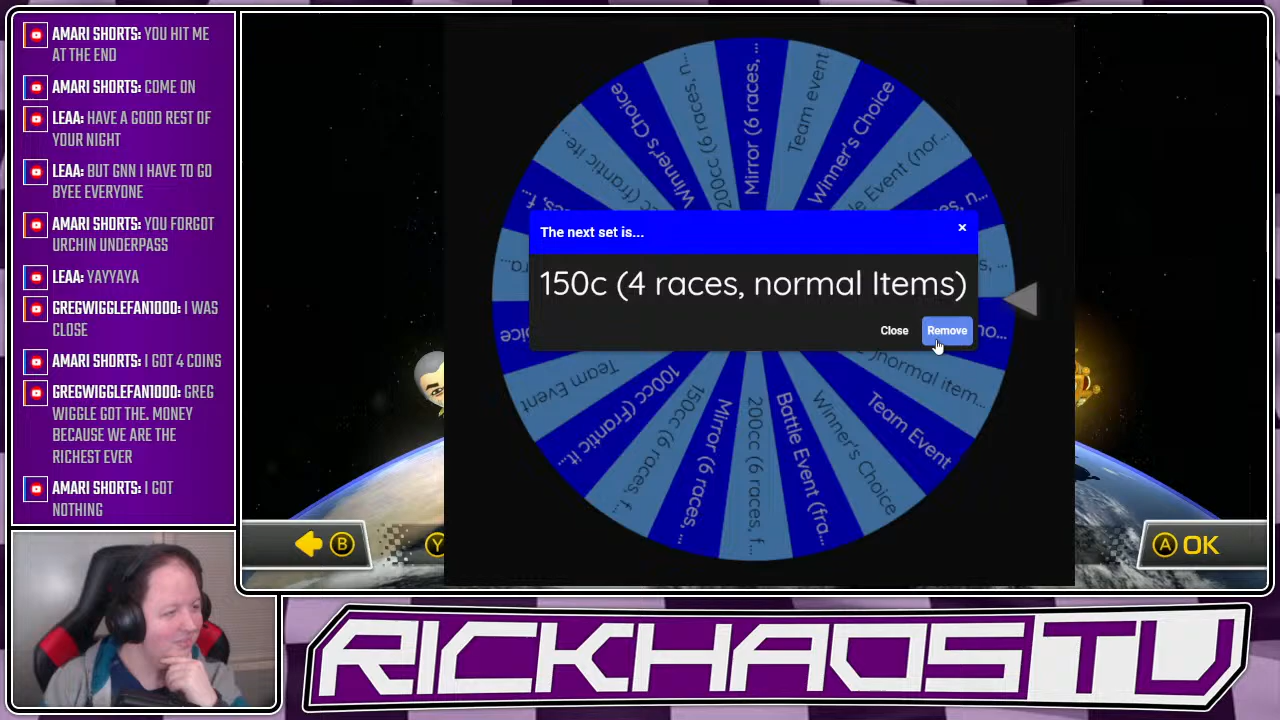 AMARI SHORTS: YOU HIT ME
AT THE END
AMARI SHORTS: COME ON
LEAA: HAVE A GOOD REST OF
YOUR NIGHT
LEAA: BUT GNN I HAVE TO GO
BYEE EVERYONE
AMARI SHORTS: YOU FORGOT
URCHIN UNDERPASS
LEAA: YAYYAYA
GREGWIGGLEFAN1000: I WAS
CLOSE
AMARI SHORTS: I GOT 4 COINS
GREGWIGGLEFAN1000: GREG
WIGGLE GOT THE. MONEY
BECAUSE WE ARE THE
RICHEST EVER
AMARI SHORTS: I GOT
NOTHING
Winner's Choice
200cc (6 races, n...
Mirror (6 races, ...
Team event
Winner's Choice
Event (nor...
The next set is...
×
150c (4 races, normal Items)
Close
Remove
)normal item...
Team Event
Winner's Choice
Battle Event (fra...
200cc (6 races, f...
Mirror (6 races, ...
150cc (6 races, f...
100cc (Frantic It...
Team Event
B
Y
A OK
RICKHAOSTV